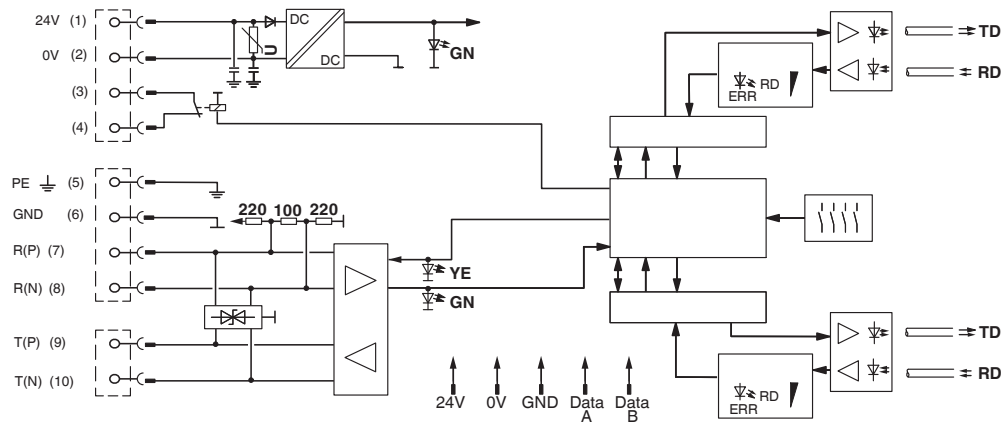 24V (1)
0V (2)
(3)
(4)
DC
DC
U
GN
TD
RD
RD
ERR
PE (5)
GND (6)
R(P) (7)
R(N) (8)
T(P) (9)
T(N) (10)
220 100 220
YE
GN
24V 0V GND Data A Data B
TD
RD
RD
ERR